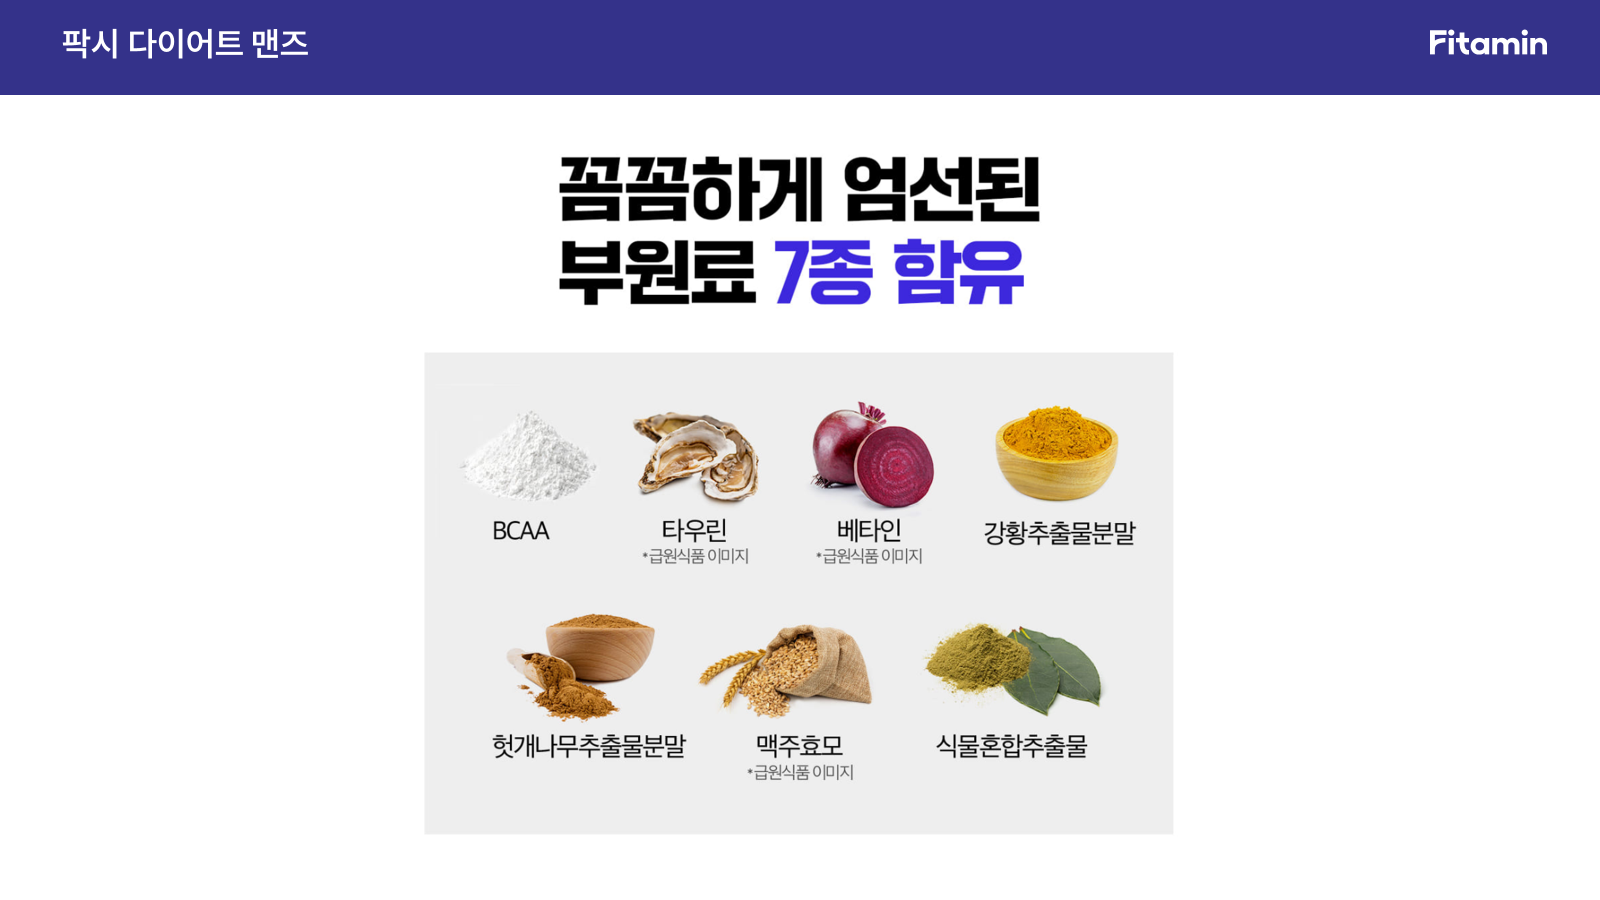 팍시 다이어트 맨즈
Fitamin
꼼꼼하게 엄선된
부원료 7종 함유
BCAA
타우린
*급원식품 이미지
베타인
*급원식품 이미지
강황추출물분말
헛개나무추출물분말
맥주효모
*급원식품 이미지
식물혼합추출물